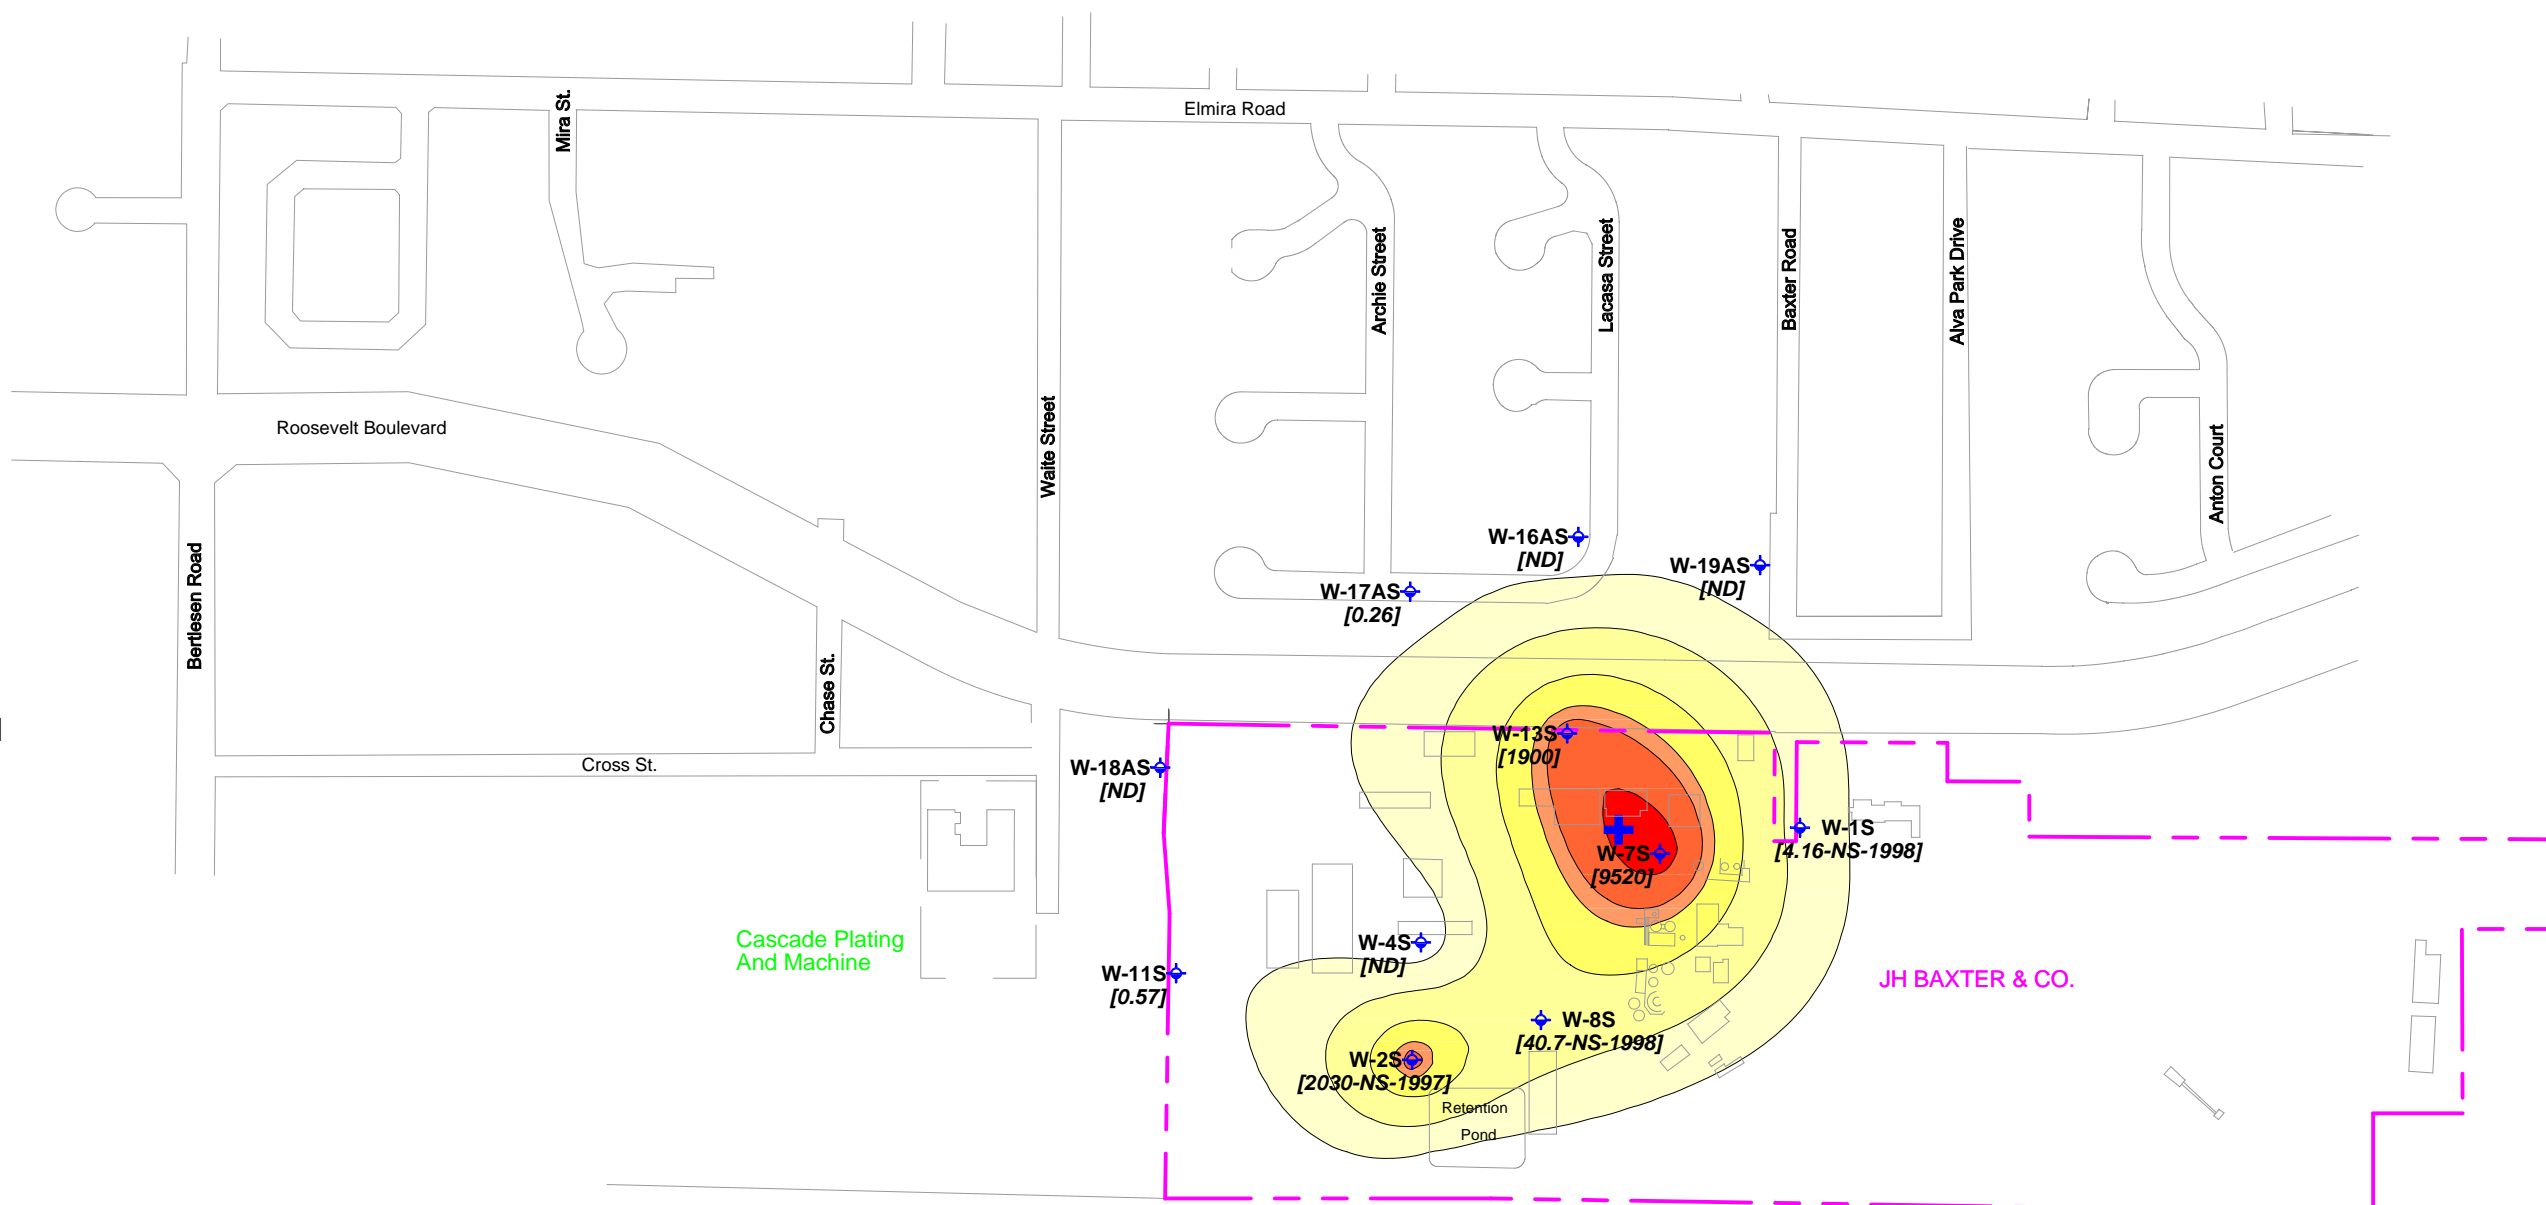 Elmira Road
Mira St.
Archie Street
Lacasa Street
Baxter Road
Alva Park Drive
Roosevelt Boulevard
Waite Street
Anton Court
Bertlesen Road
Chase St.
Cross St.
W-16AS
[ND]
W-19AS
[ND]
W-17AS
[0.26]
W-13S
[1900]
W-18AS
[ND]
W-1S
[4.16-NS-1998]
W-7S
[9520]
Cascade Plating
And Machine
W-4S
[ND]
W-11S
[0.57]
JH BAXTER & CO.
W-8S
[40.7-NS-1998]
W-2S
[2030-NS-1997]
Retention
Pond